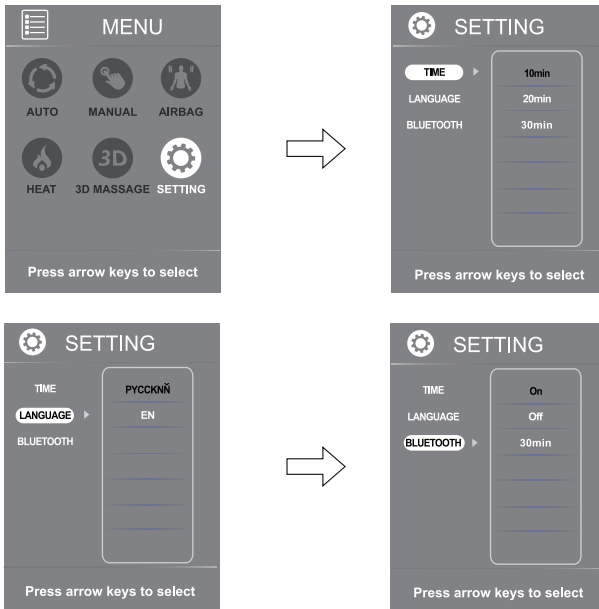 MENU
AUTO MANUAL AIRBAG
3D
HEAT 3D MASSAGE SETTING
Press arrow keys to select
SETTING
TIME 10min
LANGUAGE 20min
BLUETOOTH 30min
Press arrow keys to select
SETTING
TIME PYCCKNŇ
LANGUAGE EN
BLUETOOTH
Press arrow keys to select
SETTING
TIME On
LANGUAGE Off
BLUETOOTH 30min
Press arrow keys to select